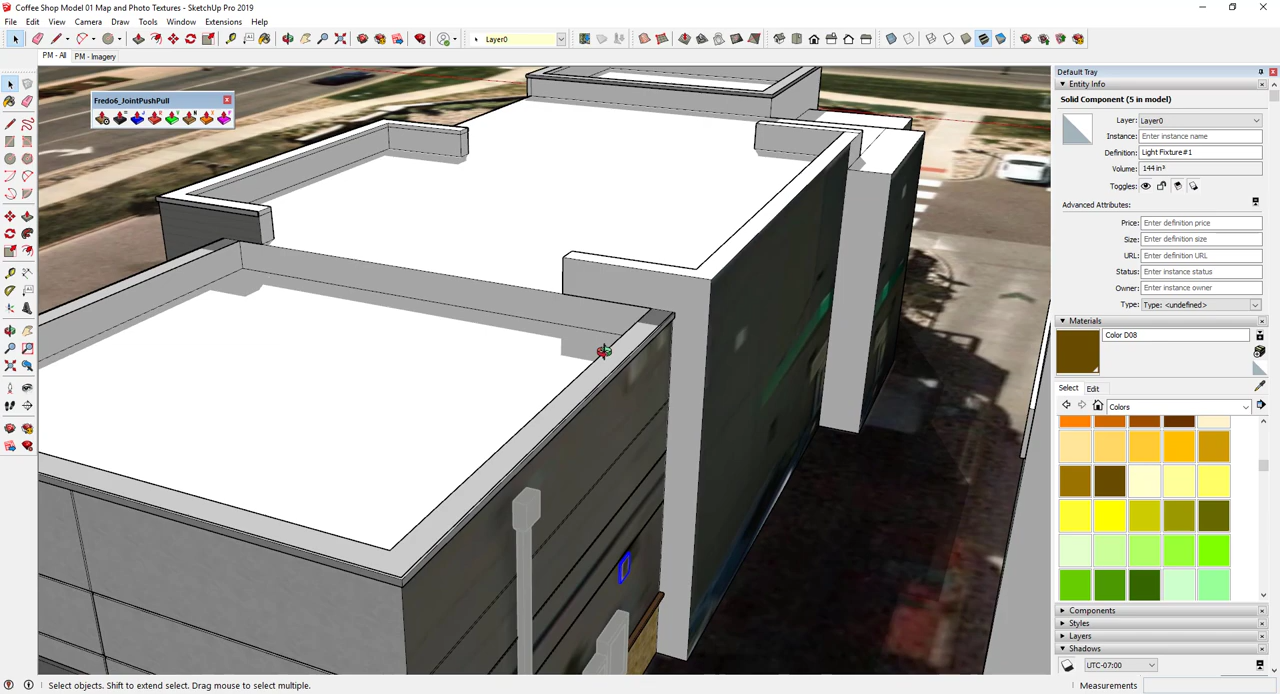 Coffee Shop Model 01 Map and Photo Textures - SketchUp Pro 2019
File Edit View Camera Draw Tools Window Extensions Help
Layer0
PM - All PM - Imagery
Fredo6_JointPushPull
Default Tray
Entity Info
Solid Component (5 in model)
Layer: Layer0
Instance: Enter instance name
Definition: Light Fixture#1
Volume: 144 in³
Toggles:
Advanced Attributes:
Price: Enter definition price
Size: Enter definition size
URL: Enter definition URL
Status: Enter instance status
Owner: Enter instance owner
Type: Type: <undefined>
Materials
Color D08
Select Edit
Colors
Components
Styles
Layers
Shadows
UTC-07:00
Select objects. Shift to extend select. Drag mouse to select multiple.
Measurements